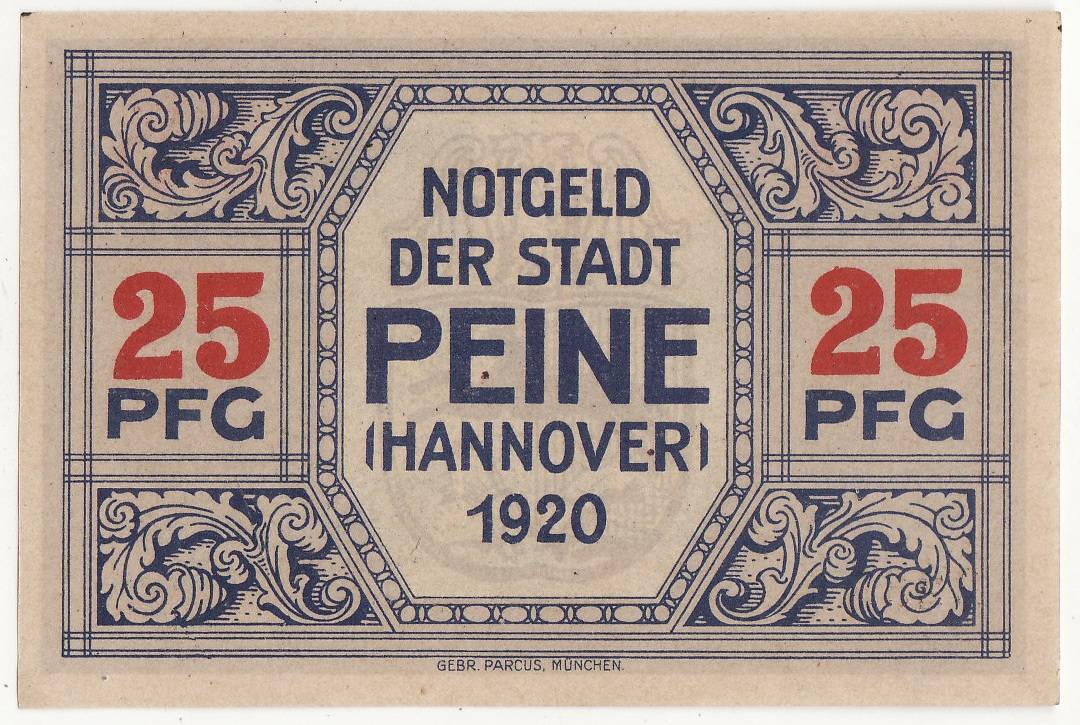 NOTGELD
DER STADT
PEINE
(HANNOVER)
1920
25
PFG
25
PFG
GEBR. PARCUS, MÜNCHEN.